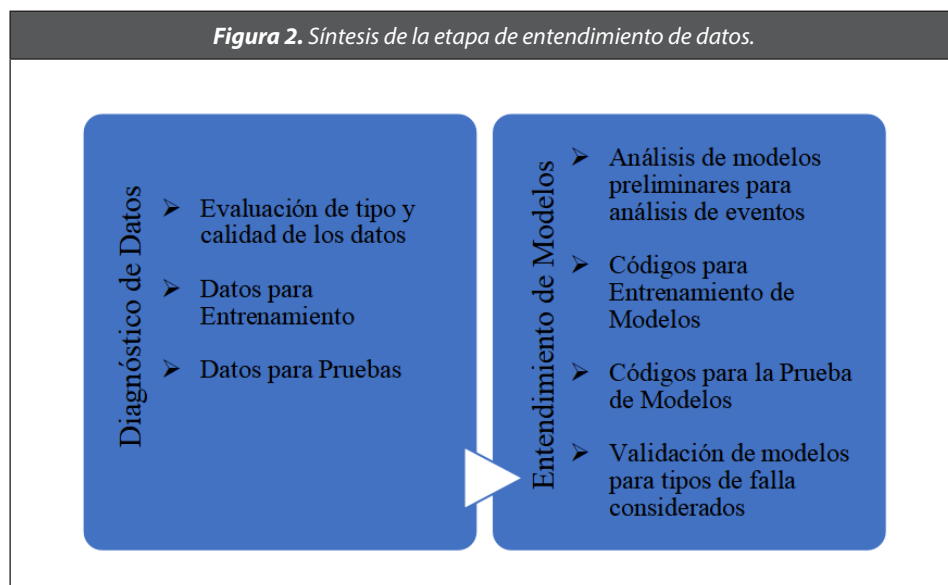 Figura 2. Síntesis de la etapa de entendimiento de datos.
Diagnóstico de Datos
➤ Evaluación de tipo y
calidad de los datos
➤ Datos para
Entrenamiento
➤ Datos para Pruebas
Entendimiento de Modelos
➤ Análisis de modelos
preliminares para
análisis de eventos
➤ Códigos para
Entrenamiento de
Modelos
➤ Códigos para la Prueba
de Modelos
➤ Validación de modelos
para tipos de falla
considerados